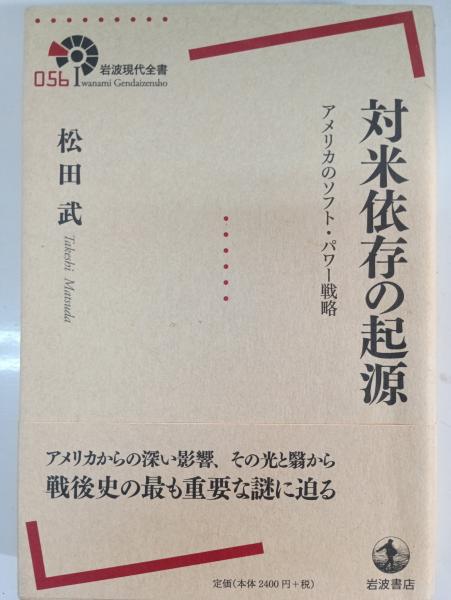 056
岩波現代全書
Iwanami Gendaizensho
対米依存の起源
アメリカのソフト・パワー戦略
松田 武
Takeshi Matsuda
アメリカからの深い影響、その光と翳から
戦後史の最も重要な謎に迫る
定価(本体 2400 円+税)
岩波書店